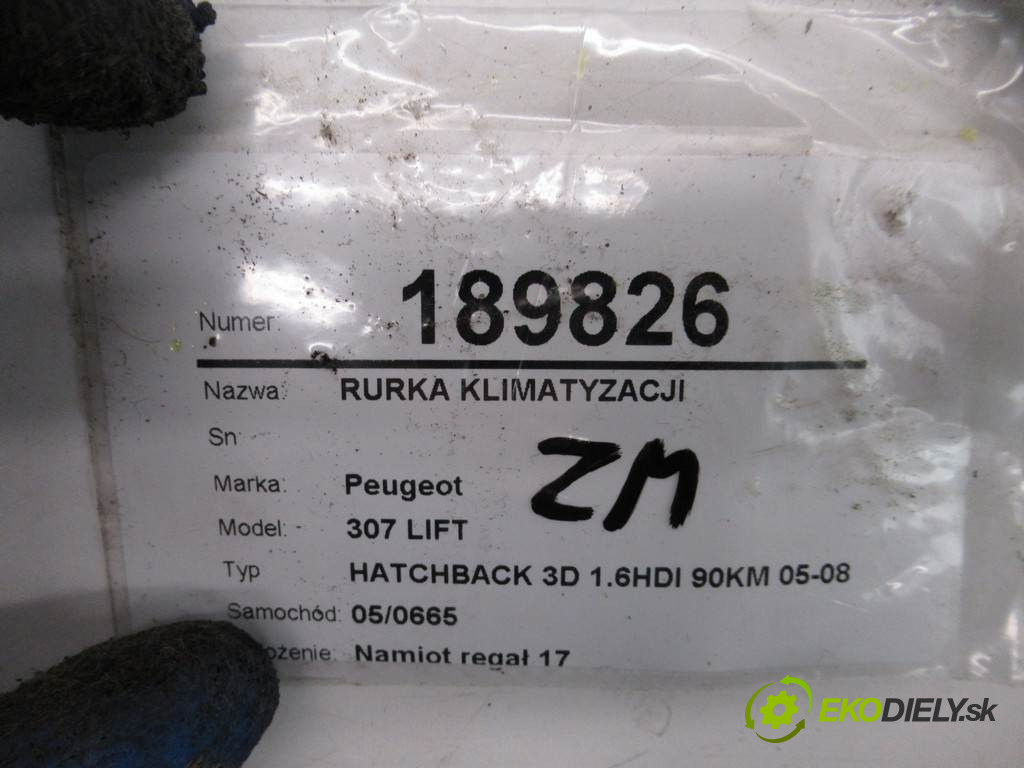 Numer: 189826
Nazwa: RURKA KLIMATYZACJI
Sn
ZM
Marka: Peugeot
Model: 307 LIFT
Typ HATCHBACK 3D 1.6HDI 90KM 05-08
Samochód: 05/0665
Namiot regał 17
EKODIELY.sk